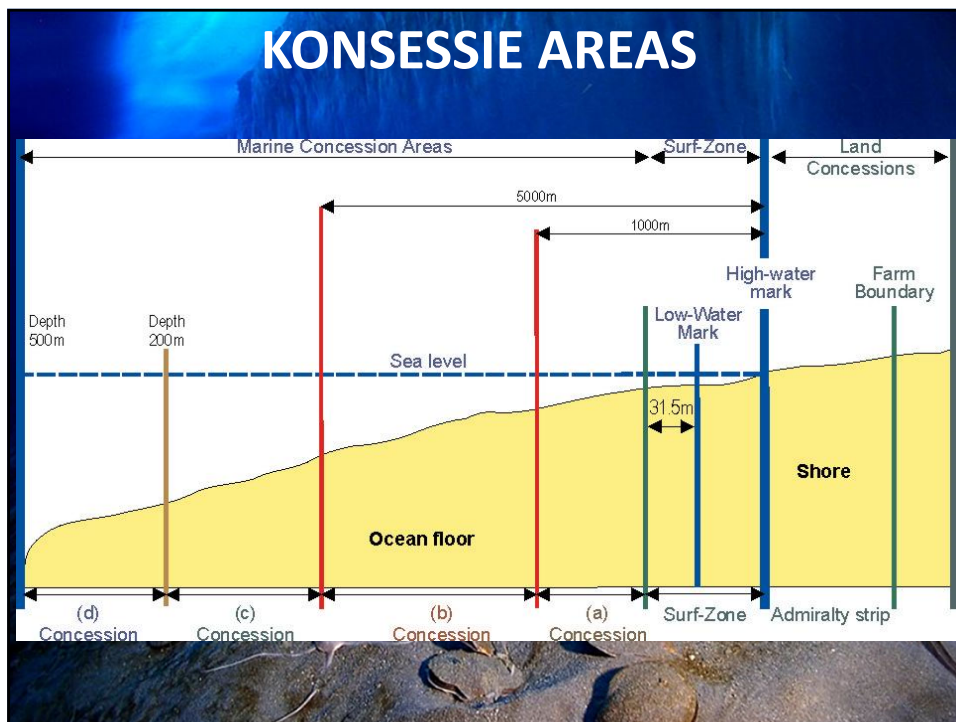 KONSESSIE AREAS
Marine Concession Areas
Surf-Zone
Land
Concessions
5000m
1000m
High-water
mark
Farm
Boundary
Depth
500m
Depth
200m
Low-Water
Mark
Sea level
31.5m
Shore
Ocean floor
(d)
Concession
(c)
Concession
(b)
Concession
(a)
Concession
Surf-Zone
Admiralty strip